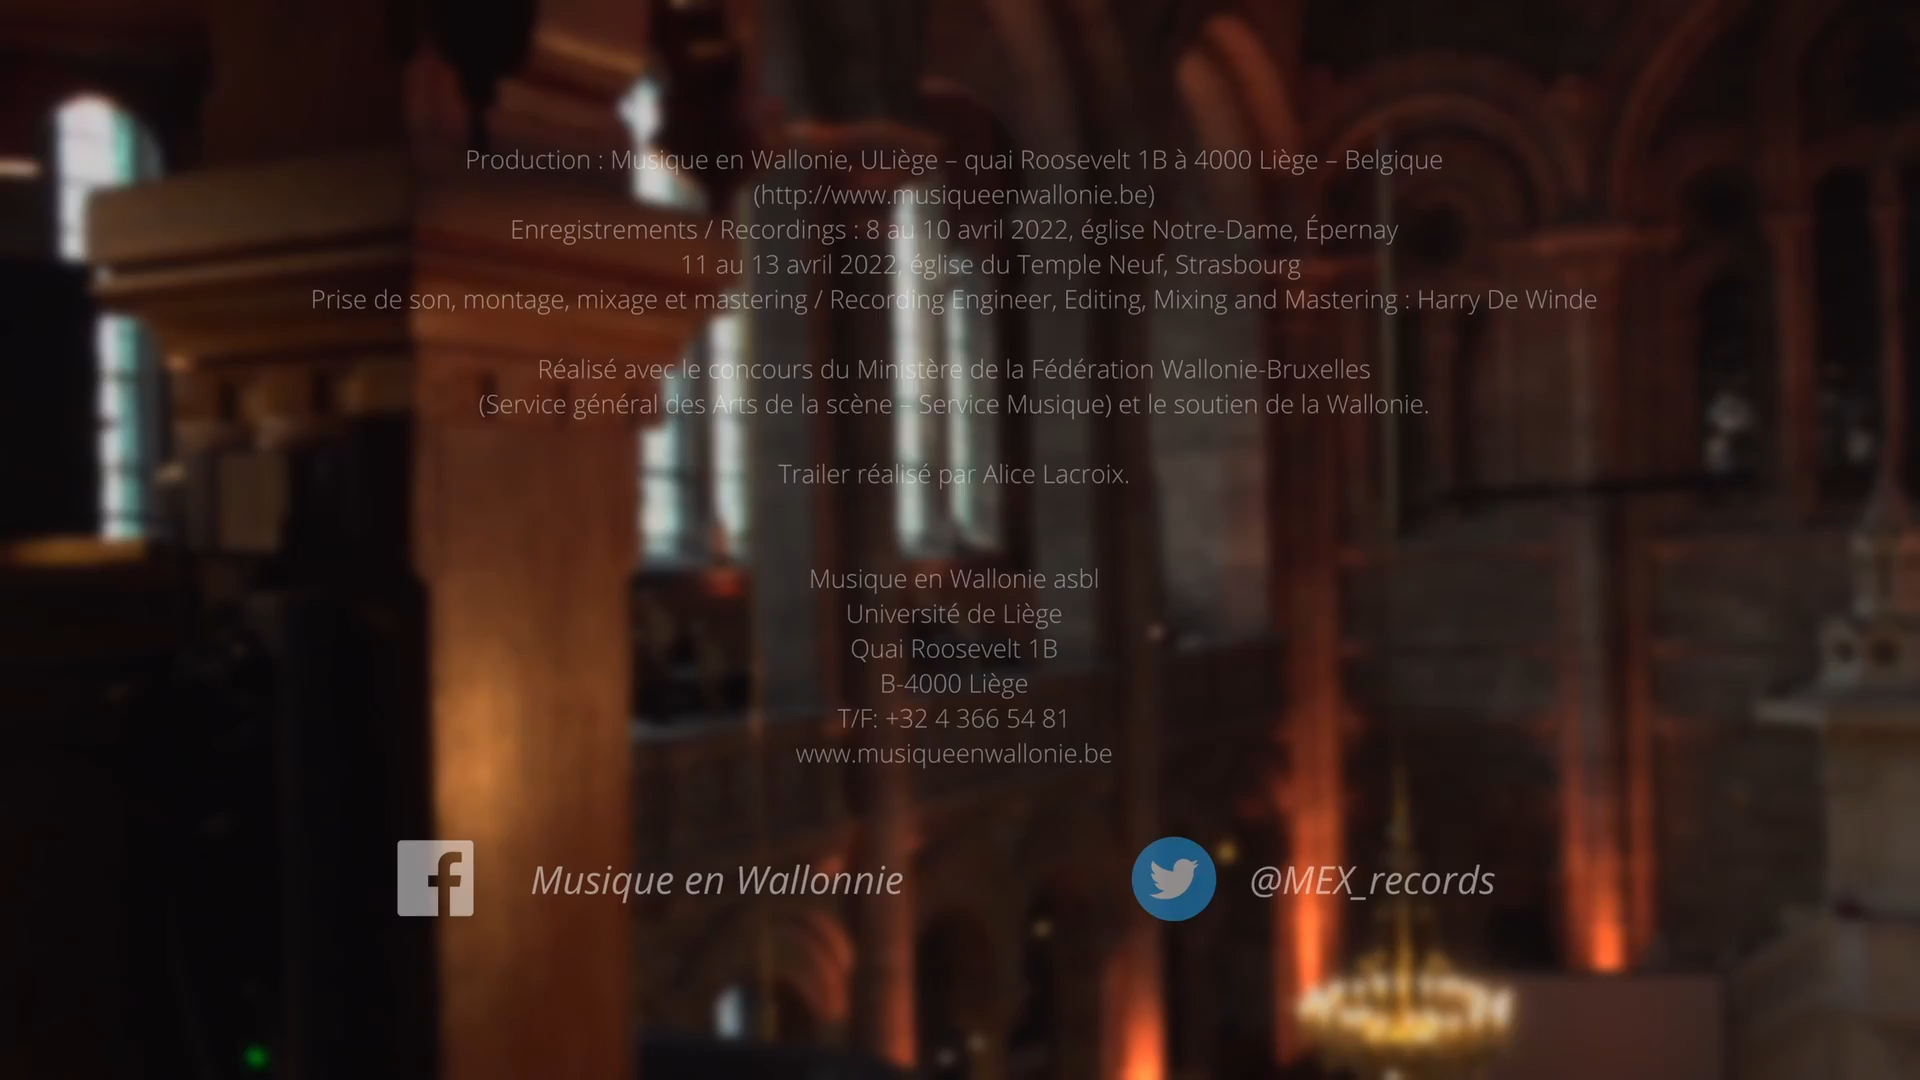 Production : Musique en Wallonie, ULiège – quai Roosevelt 1B à 4000 Liège – Belgique
(http://www.musiqueenwallonie.be)
Enregistrements / Recordings : 8 au 10 avril 2022, église Notre-Dame, Épernay
11 au 13 avril 2022, église du Temple Neuf, Strasbourg
Prise de son, montage, mixage et mastering / Recording Engineer, Editing, Mixing and Mastering : Harry De Winde
Réalisé avec le concours du Ministère de la Fédération Wallonie-Bruxelles
(Service général des Arts de la scène – Service Musique) et le soutien de la Wallonie.
Trailer réalisé par Alice Lacroix.
Musique en Wallonie asbl
Université de Liège
Quai Roosevelt 1B
B-4000 Liège
T/F: +32 4 366 54 81
www.musiqueenwallonie.be
Musique en Wallonnie
@MEX_records